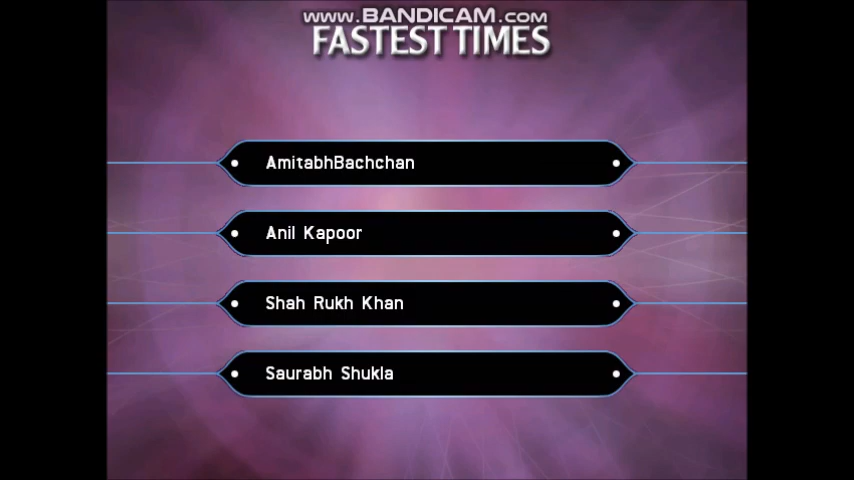 WWW.BANDICAM.COM
FASTEST TIMES
AmitabhBachchan
Anil Kapoor
Shah Rukh Khan
Saurabh Shukla